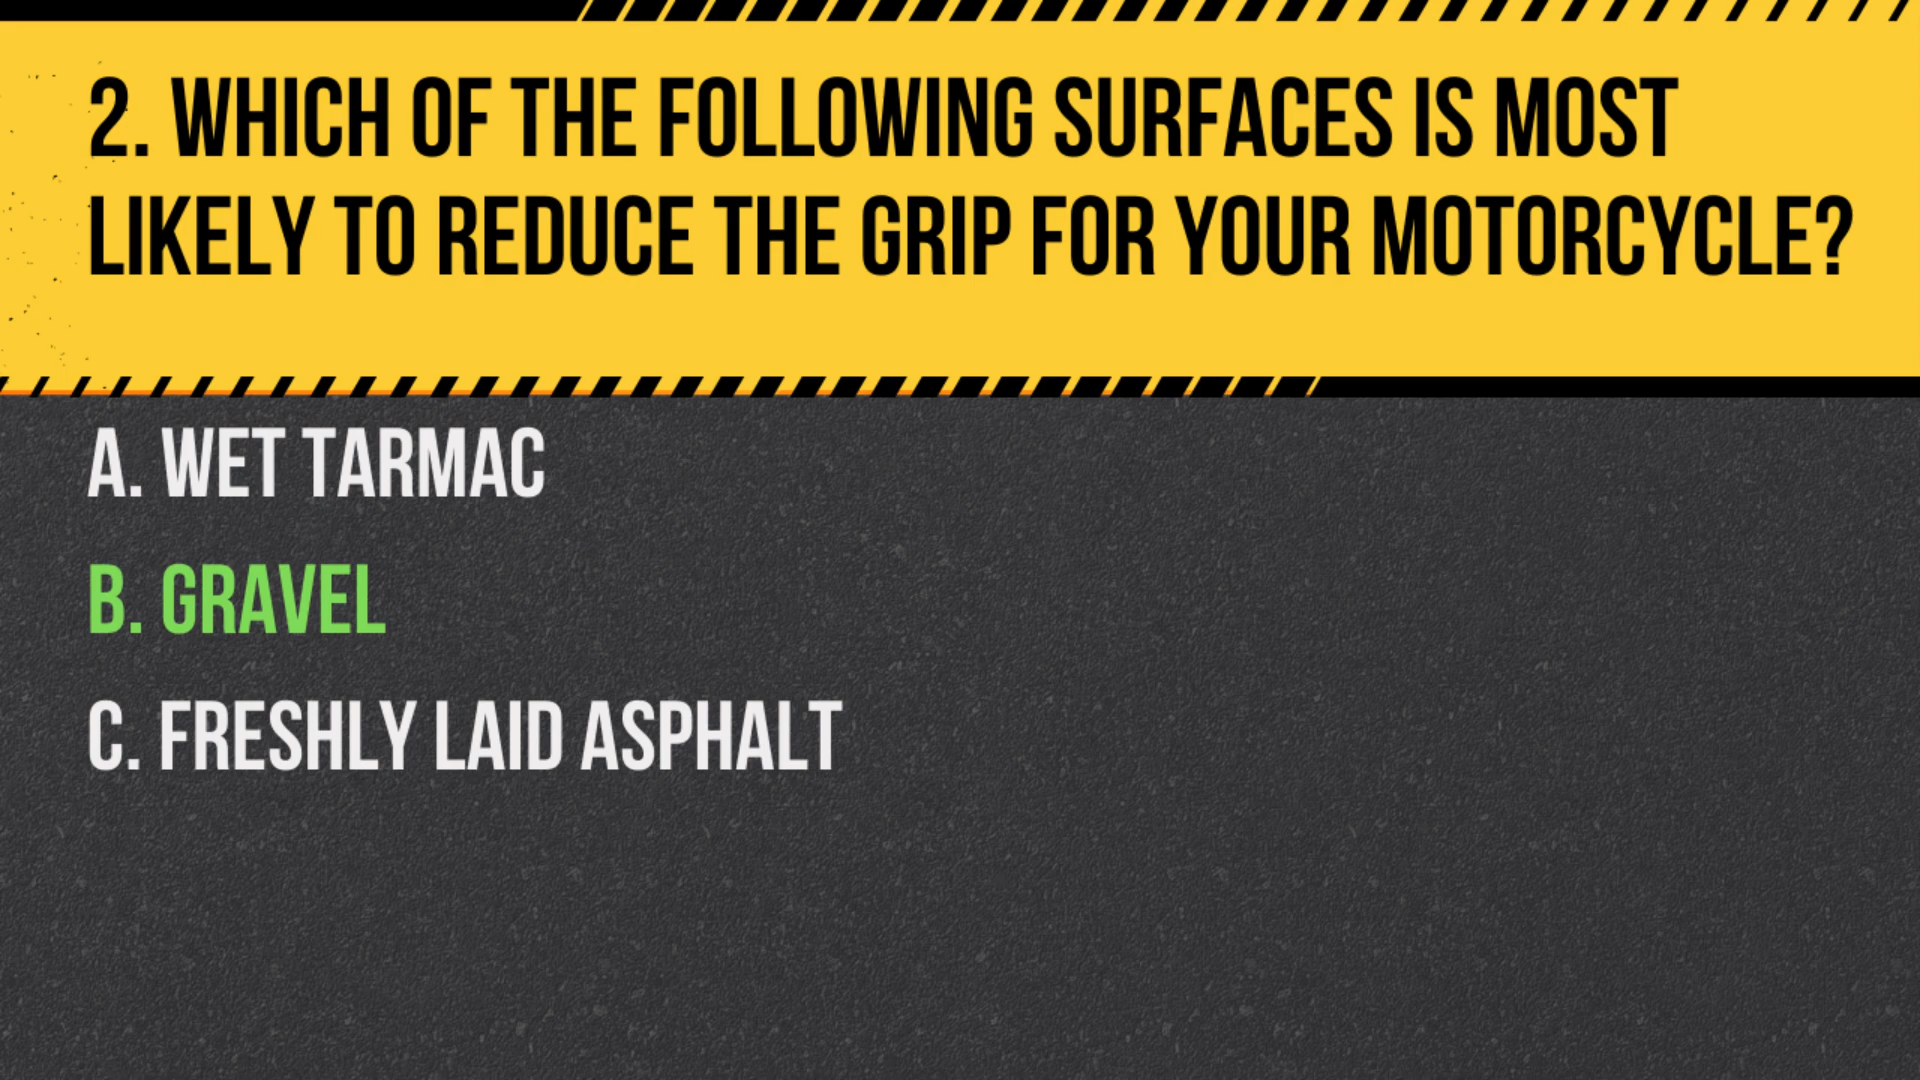 2. WHICH OF THE FOLLOWING SURFACES IS MOST
LIKELY TO REDUCE THE GRIP FOR YOUR MOTORCYCLE?
A. WET TARMAC
B. GRAVEL
C. FRESHLY LAID ASPHALT